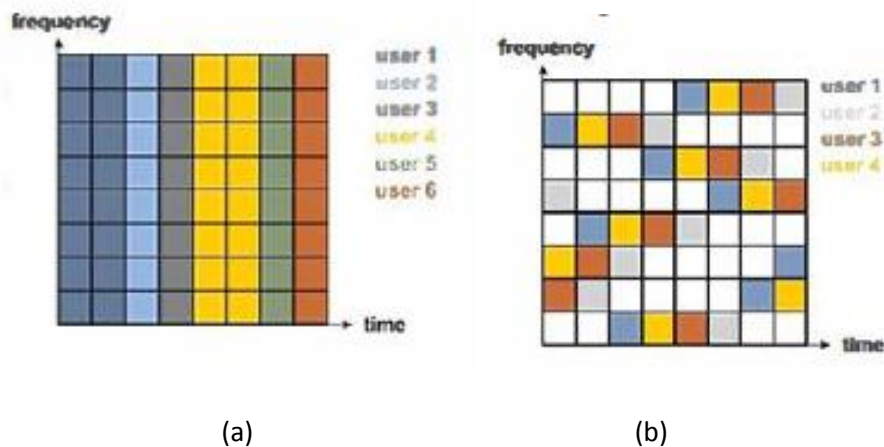 frequency
user 1
user 2
user 3
user 4
user 5
user 6
time
(a)
frequency
user 1
user 2
user 3
user 4
time
(b)